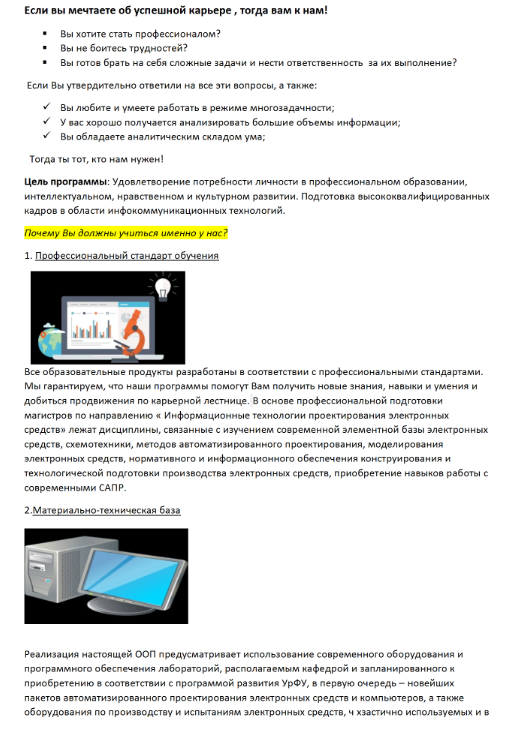 Если вы мечтаете об успешной карьере , тогда вам к нам!
▪ Вы хотите стать профессионалом?
▪ Вы не боитесь трудностей?
▪ Вы готов брать на себя сложные задачи и нести ответственность за их выполнение?
Если Вы утвердительно ответили на все эти вопросы, а также:
✓ Вы любите и умеете работать в режиме многозадачности;
✓ У вас хорошо получается анализировать большие объемы информации;
✓ Вы обладаете аналитическим складом ума;
Тогда ты тот, кто нам нужен!
Цель программы: Удовлетворение потребности личности в профессиональном образовании,
интеллектуальном, нравственном и культурном развитии. Подготовка высококвалифицированных
кадров в области инфокоммуникационных технологий.
Почему Вы должны учиться именно у нас?
1. Профессиональный стандарт обучения
Все образовательные продукты разработаны в соответствии с профессиональными стандартами.
Мы гарантируем, что наши программы помогут Вам получить новые знания, навыки и умения и
добиться продвижения по карьерной лестнице. В основе профессиональной подготовки
магистров по направлению « Информационные технологии проектирования электронных
средств» лежат дисциплины, связанные с изучением современной элементной базы электронных
средств, схемотехники, методов автоматизированного проектирования, моделирования
электронных средств, нормативного и информационного обеспечения конструирования и
технологической подготовки производства электронных средств, приобретение навыков работы с
современными САПР.
2.Материально-техническая база
Реализация настоящей ООП предусматривает использование современного оборудования и
программного обеспечения лабораторий, располагаемым кафедрой и запланированного к
приобретению в соответствии с программой развития УрФУ, в первую очередь – новейших
пакетов автоматизированного проектирования электронных средств и компьютеров, а также
оборудования по производству и испытаниям электронных средств, ч хзастично используемых и в